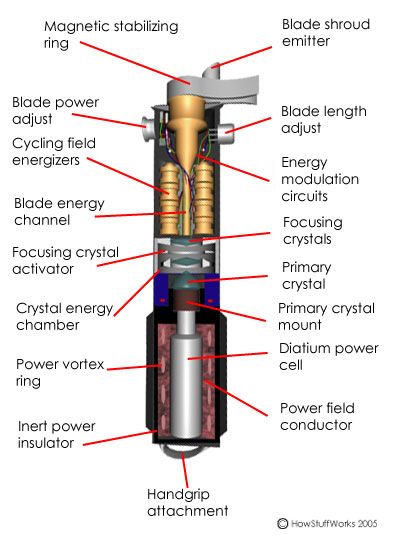 Magnetic stabilizing
ring
Blade shroud
emitter
Blade power
adjust
Blade length
adjust
Cycling field
energizers
Energy
modulation
circuits
Blade energy
channel
Focusing
crystals
Focusing crystal
activator
Primary
crystal
Crystal energy
chamber
Primary crystal
mount
Diatium power
cell
Power vortex
ring
Power field
conductor
Inert power
insulator
Handgrip
attachment
© HowStuffWorks 2005